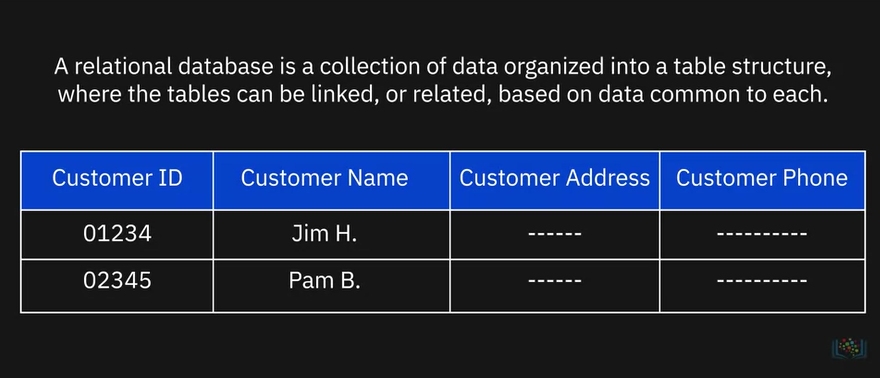 A relational database is a collection of data organized into a table structure,
where the tables can be linked, or related, based on data common to each.
Customer ID Customer Name Customer Address Customer Phone
01234 Jim H. ------ ----------
02345 Pam B. ------ ----------